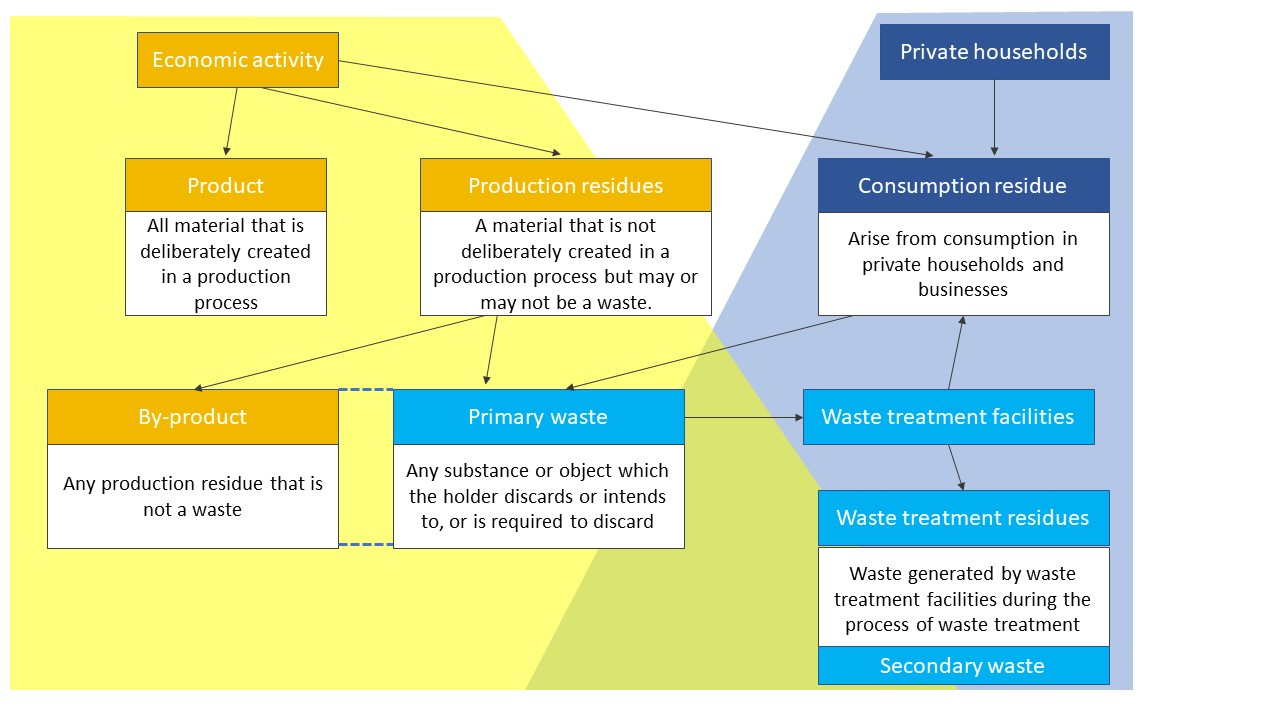 Economic activity
Private households
Product
All material that is
deliberately created
in a production
process
Production residues
A material that is not
deliberately created in a
production process but may or
may not be a waste.
Consumption residue
Arise from consumption in
private households and
businesses
By-product
Any production residue that is
not a waste
Primary waste
Any substance or object which
the holder discards or intends
to, or is required to discard
Waste treatment facilities
Waste treatment residues
Waste generated by waste
treatment facilities during the
process of waste treatment
Secondary waste